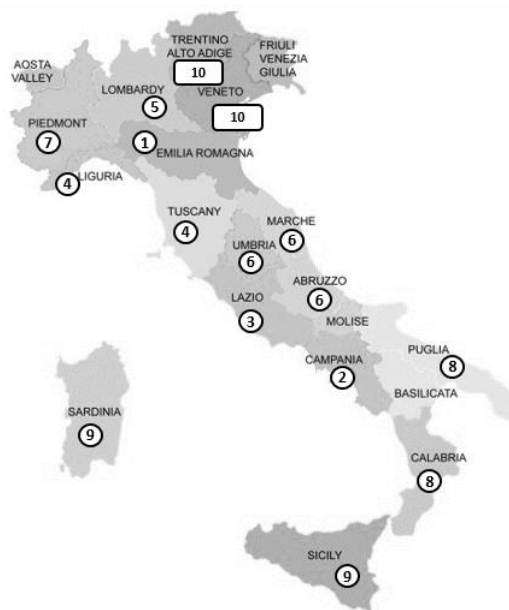 TRENTINO
ALTO ADIGE
10
FRIULI
VENEZIA
GIULIA
AOSTA
VALLEY
LOMBARDY
5
VENETO
10
PIEDMONT
7
1
EMILIA ROMAGNA
4
LIGURIA
TUSCANY
4
MARCHE
6
UMBRIA
6
ABRUZZO
6
LAZIO
3
MOLISE
CAMPANIA
2
PUGLIA
8
BASILICATA
SARDINIA
9
CALABRIA
8
SICILY
9